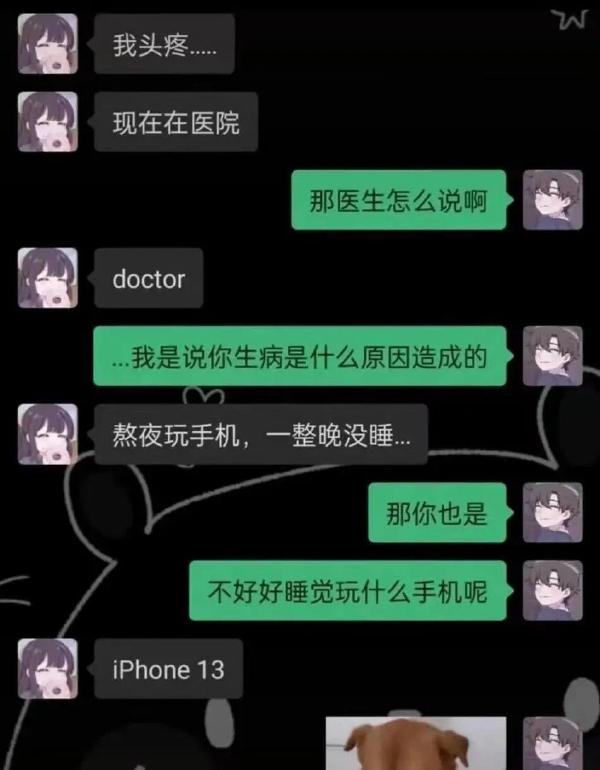 我头疼.....
现在在医院
那医生怎么说啊
doctor
...我是说你生病是什么原因造成的
熬夜玩手机，一整晚没睡...
那你也是
不好好睡觉玩什么手机呢
iPhone 13